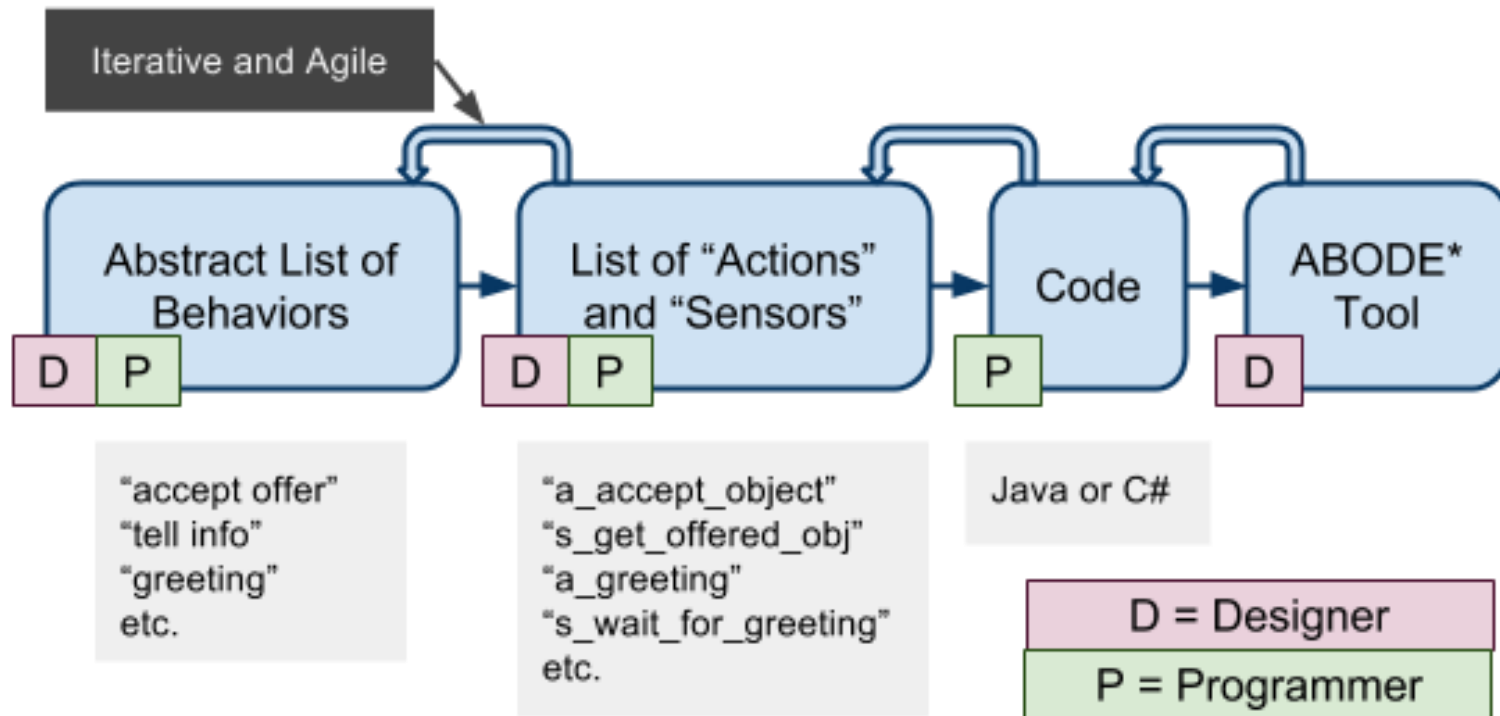 Iterative and Agile
Abstract List of
Behaviors
D P
List of “Actions”
and “Sensors”
D P
Code
P
ABODE*
Tool
D
“accept offer”
“tell info”
“greeting”
etc.
“a_accept_object”
“s_get_offered_obj”
“a_greeting”
“s_wait_for_greeting”
etc.
Java or C#
D = Designer
P = Programmer